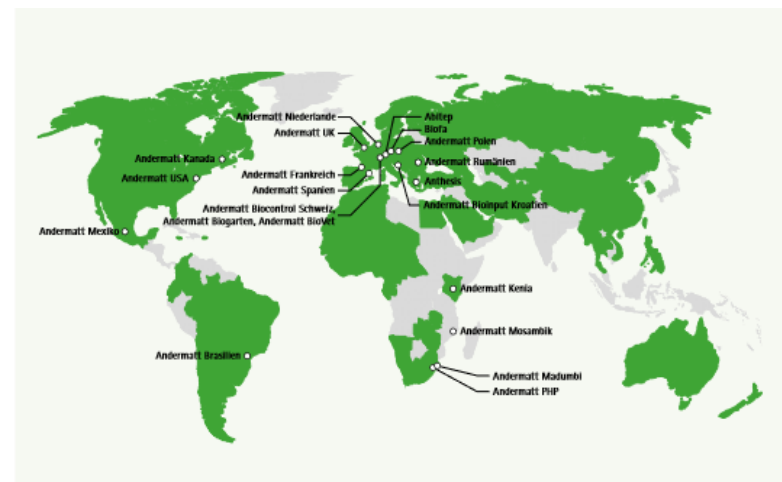 Andermatt Niederlande
Abitep
Biofa
Andermatt UK
Andermatt Polen
Andermatt Kanada
Andermatt Rumänien
Andermatt Frankreich
Andermatt USA
Anthesis
Andermatt Spanien
Andermatt Biocontrol Schweiz,
Andermatt Biogarten, Andermatt BioVet
Andermatt Bioinput Kroatien
Andermatt Mexiko
Andermatt Kenia
Andermatt Mosambik
Andermatt Brasilien
Andermatt Madumbi
Andermatt PHP